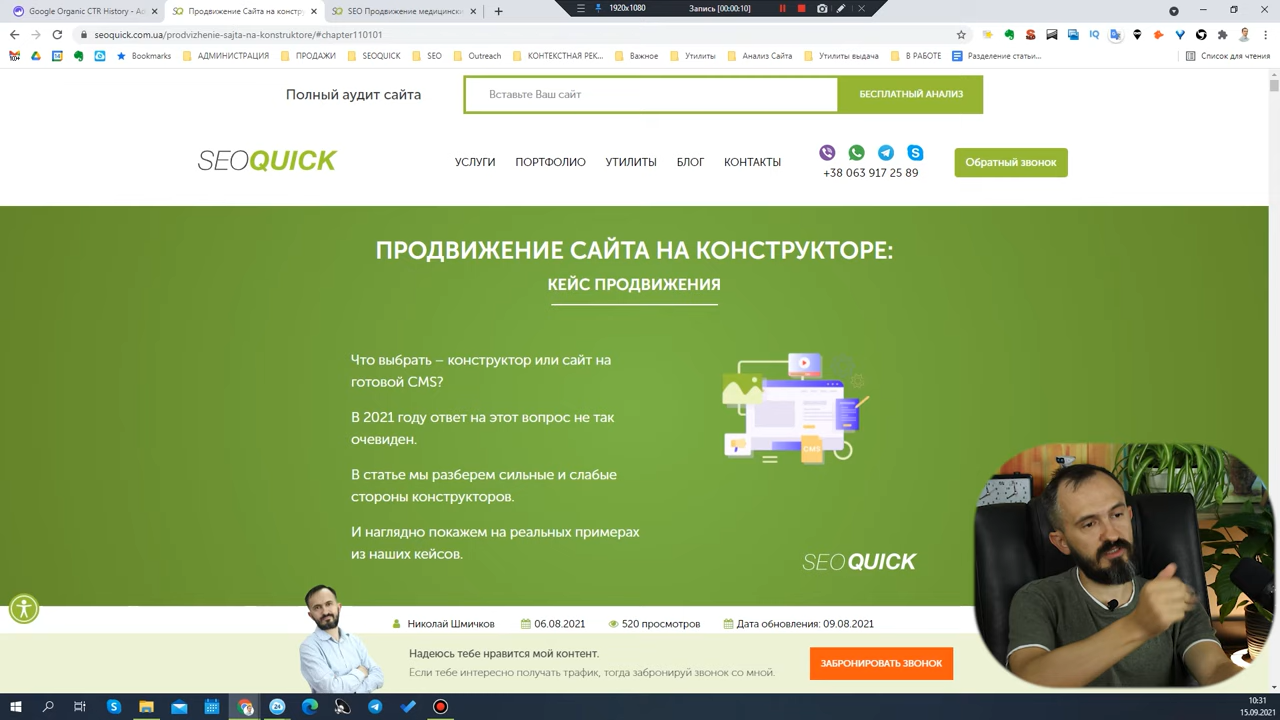 Google Organic CTR History - Ad
Продвижение Сайта на констру
SEO Продвижение медицинск
1920x1080
Запись [00:00:10]
seoquick.com.ua/prodvizhenie-sajta-na-konstruktore/#chapter110101
Bookmarks
АДМИНИСТРАЦИЯ
ПРОДАЖИ
SEOQUICK
SEO
Outreach
КОНТЕКСТНАЯ РЕК...
Важное
Утилиты
Анализ Сайта
Утилиты выдача
В РАБОТЕ
Разделение статьи...
Список для чтения
Полный аудит сайта
Вставьте Ваш сайт
БЕСПЛАТНЫЙ АНАЛИЗ
SEOQUICK
УСЛУГИ
ПОРТФОЛИО
УТИЛИТЫ
БЛОГ
КОНТАКТЫ
+38 063 917 25 89
Обратный звонок
ПРОДВИЖЕНИЕ САЙТА НА КОНСТРУКТОРЕ:
КЕЙС ПРОДВИЖЕНИЯ
Что выбрать – конструктор или сайт на
готовой CMS?
В 2021 году ответ на этот вопрос не так
очевиден.
В статье мы разберем сильные и слабые
стороны конструкторов.
И наглядно покажем на реальных примерах
из наших кейсов.
CMS
SEOQUICK
Николай Шмичков
06.08.2021
520 просмотров
Дата обновления: 09.08.2021
Надеюсь тебе нравится мой контент.
Если тебе интересно получать трафик, тогда забронируй звонок со мной.
ЗАБРОНИРОВАТЬ ЗВОНОК
10:31
15.09.2021